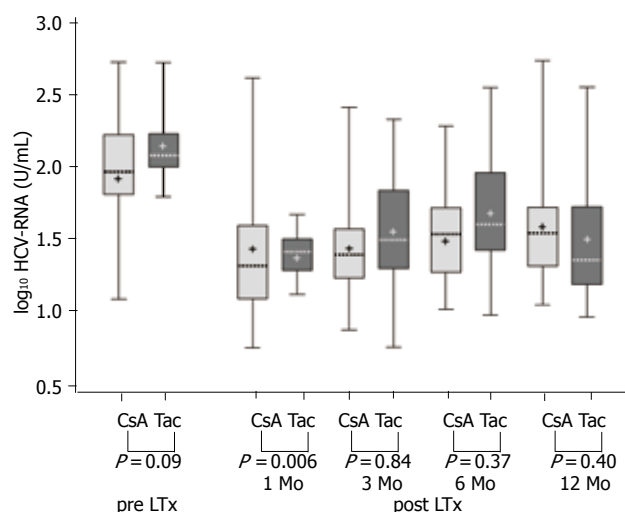 3.0
2.5
2.0
1.5
1.0
0.5
log₁₀ HCV-RNA (U/mL)
CsA Tac CsA Tac CsA Tac CsA Tac CsA Tac
P = 0.09 P = 0.006 P = 0.84 P = 0.37 P = 0.40
1 Mo 3 Mo 6 Mo 12 Mo
pre LTx post LTx